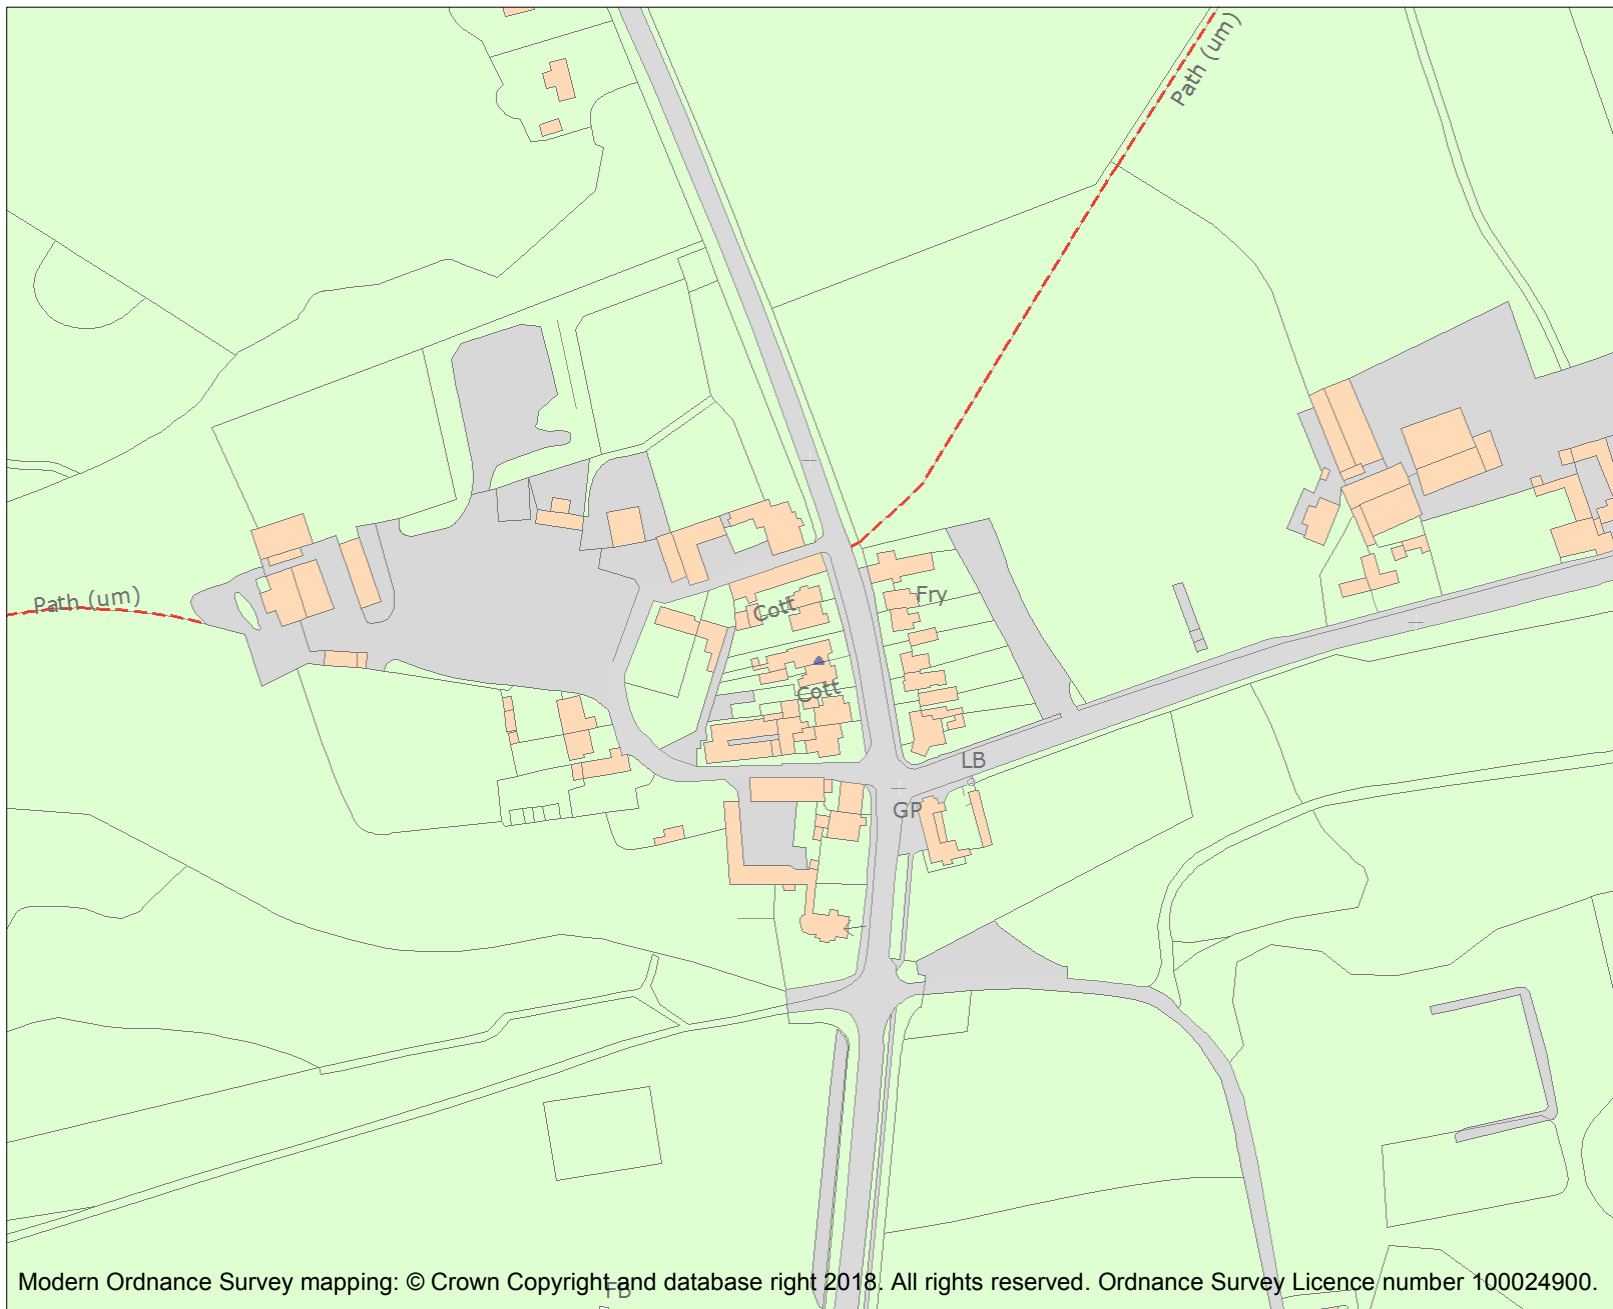 Path (um)
Path (um)
Fry
Cott
Cott
LB
GP
FB
Modern Ordnance Survey mapping: © Crown Copyright and database right 2018. All rights reserved. Ordnance Survey Licence number 100024900.